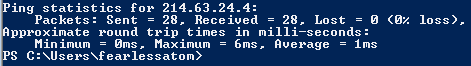 Ping statistics for 214.63.24.4:
    Packets: Sent = 28, Received = 28, Lost = 0 (0% loss),
Approximate round trip times in milli-seconds:
    Minimum = 0ms, Maximum = 6ms, Average = 1ms
PS C:\Users\fearlessatom>